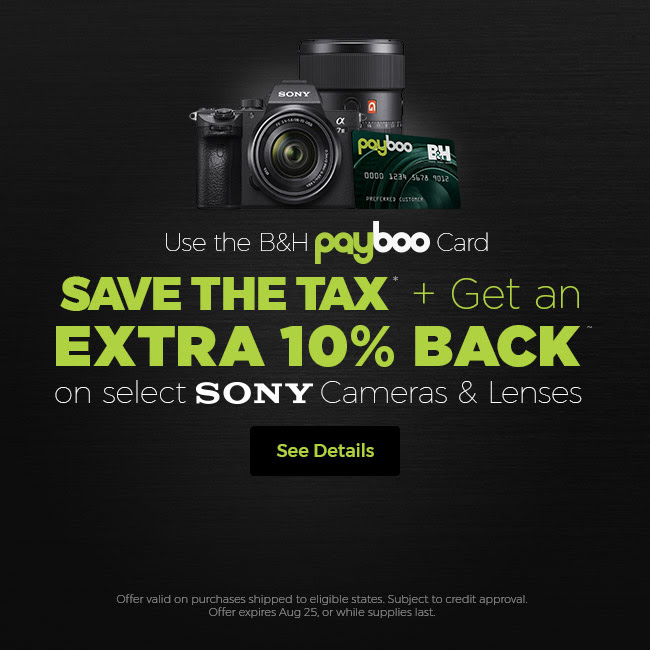 SONY
α
7 III
payboo B&H
0000 1234 5678 9012
PREFERRED CUSTOMER
Use the B&H payboo Card
SAVE THE TAX* + Get an
EXTRA 10% BACK~
on select SONY Cameras & Lenses
See Details
Offer valid on purchases shipped to eligible states. Subject to credit approval.
Offer expires Aug 25, or while supplies last.